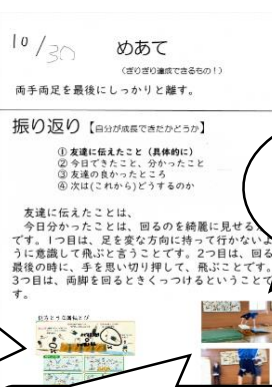 10/30
めあて
(ぎりぎり達成できるもの!)
両手両足を最後にしっかりと離す。
振り返り【自分が成長できたかどうか】
① 友達に伝えたこと(具体的に)
② 今日できたこと、分かったこと
③ 友達の良かったところ
④ 次は(これから)どうするのか
友達に伝えたことは、
今日分かったことは、回るのを綺麗に見せる
です。1つ目は、足を変な方向に持って行かないよ
うに意識して飛ぶと言うことです。2つ目は、回る
最後の時に、手を思い切り押して、飛ぶことです。
3つ目は、両脚を回るときくっつけるということで
す。